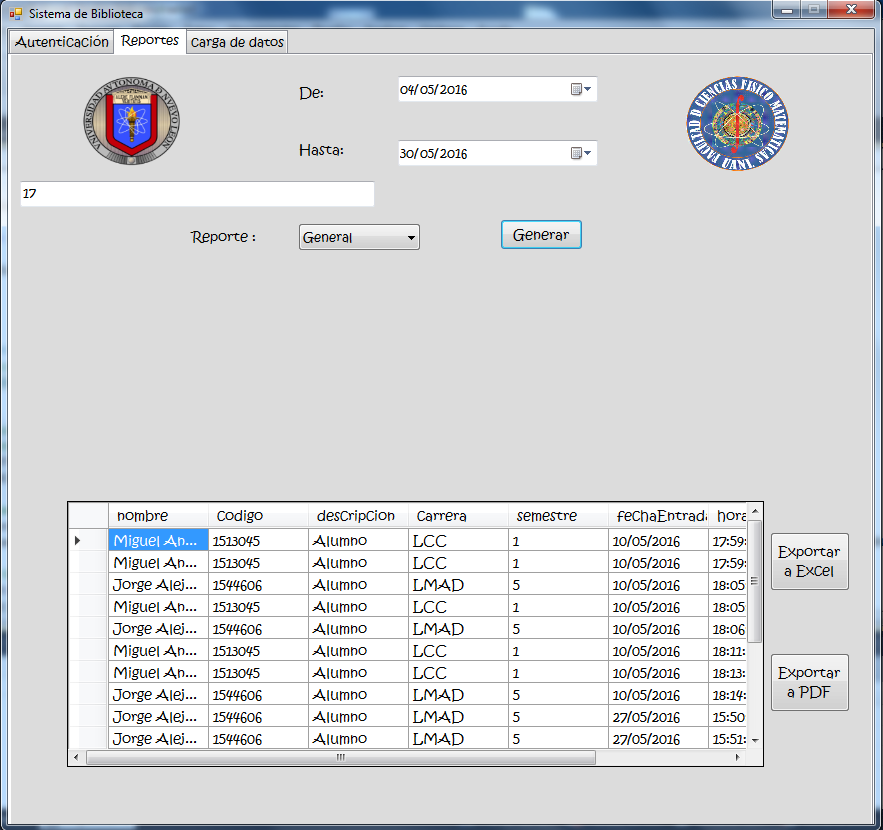 Sistema de Biblioteca
Autenticación Reportes Carga de datos
UNIVERSIDAD AVTONOMA D NVEVO LEON
De: 04/05/2016
FACULTAD D CIENCIAS FISICO MATEMATICAS UANL
Hasta: 30/05/2016
17
Reporte : General Generar
nombre Codigo descripcion Carrera semestre fechaEntrada hora
Miguel An... 1513045 Alumno LCC 1 10/05/2016 17:59:
Miguel An... 1513045 Alumno LCC 1 10/05/2016 17:59:
Jorge Alej... 1544606 Alumno LMAD 5 10/05/2016 18:05
Miguel An... 1513045 Alumno LCC 1 10/05/2016 18:05
Jorge Alej... 1544606 Alumno LMAD 5 10/05/2016 18:06
Miguel An... 1513045 Alumno LCC 1 10/05/2016 18:11:
Miguel An... 1513045 Alumno LCC 1 10/05/2016 18:13:
Jorge Alej... 1544606 Alumno LMAD 5 10/05/2016 18:14:
Jorge Alej... 1544606 Alumno LMAD 5 27/05/2016 15:50
Jorge Alej... 1544606 Alumno LMAD 5 27/05/2016 15:51:
Exportar
a Excel
Exportar
a PDF